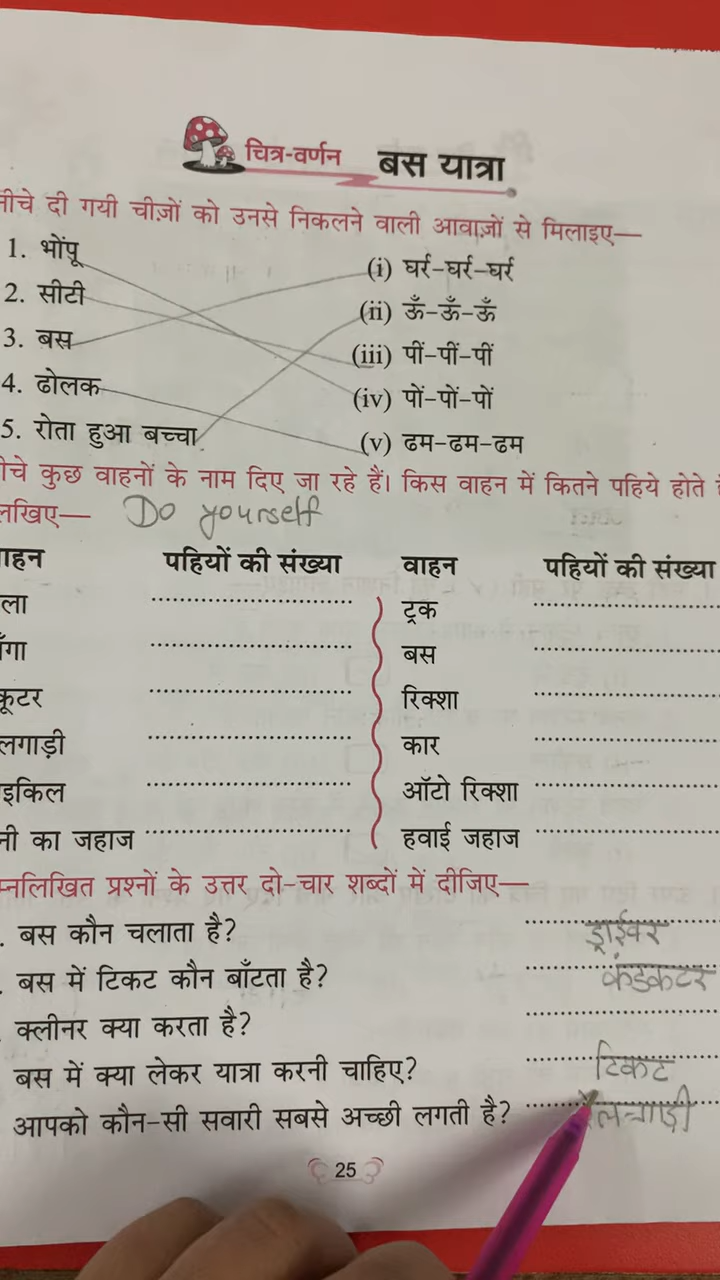 चित्र-वर्णन बस यात्रा
नीचे दी गयी चीज़ों को उनसे निकलने वाली आवाज़ों से मिलाइए—
1. भोंपू (i) घर्र-घर्र-घर्र
2. सीटी (ii) ऊँ-ऊँ-ऊँ
3. बस (iii) पीं-पीं-पीं
4. ढोलक (iv) पों-पों-पों
5. रोता हुआ बच्चा (v) ढम-ढम-ढम
नीचे कुछ वाहनों के नाम दिए जा रहे हैं। किस वाहन में कितने पहिये होते
लिखिए— Do yourself
वाहन पहियों की संख्या वाहन पहियों की संख्या
ला ट्रक
गा बस
कूटर रिक्शा
लगाड़ी कार
इकिल ऑटो रिक्शा
नी का जहाज हवाई जहाज
म्नलिखित प्रश्नों के उत्तर दो-चार शब्दों में दीजिए—
बस कौन चलाता है? ड्राईवर
बस में टिकट कौन बाँटता है? कंडकटर
क्लीनर क्या करता है?
बस में क्या लेकर यात्रा करनी चाहिए? टिकट
आपको कौन-सी सवारी सबसे अच्छी लगती है?
25